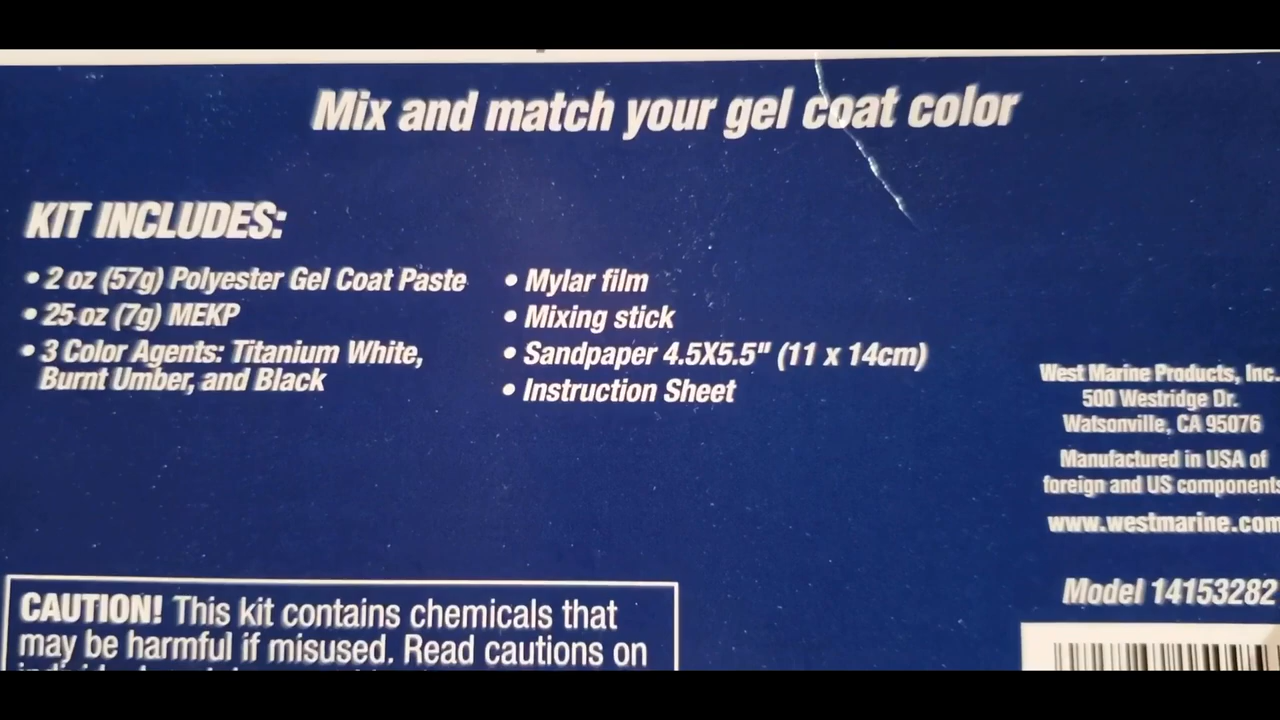 Mix and match your gel coat color
KIT INCLUDES:
• 2 oz (57g) Polyester Gel Coat Paste
• 25 oz (7g) MEKP
• 3 Color Agents: Titanium White,
Burnt Umber, and Black
• Mylar film
• Mixing stick
• Sandpaper 4.5X5.5" (11 x 14cm)
• Instruction Sheet
West Marine Products, Inc.
500 Westridge Dr.
Watsonville, CA 95076
Manufactured in USA of
foreign and US components
www.westmarine.com
Model 14153282
CAUTION! This kit contains chemicals that
may be harmful if misused. Read cautions on